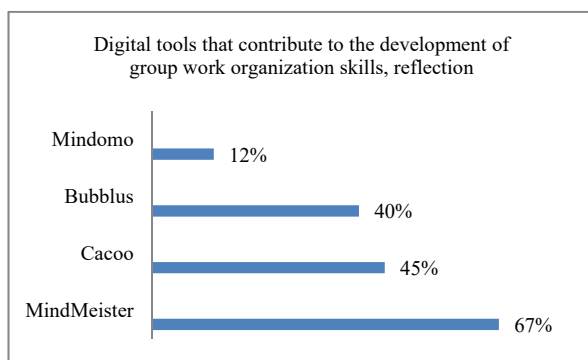 Digital tools that contribute to the development of
group work organization skills, reflection
Mindomo
12%
Bubblus
40%
Cacoo
45%
MindMeister
67%